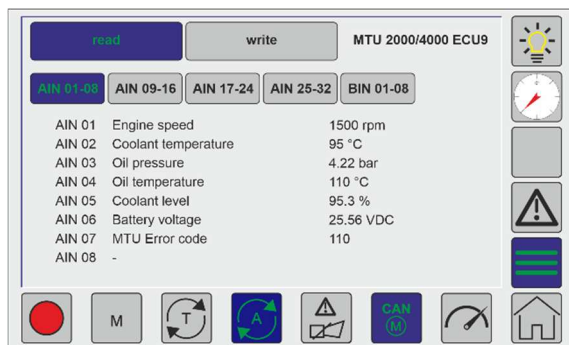 read write MTU 2000/4000 ECU9
AIN 01-08 AIN 09-16 AIN 17-24 AIN 25-32 BIN 01-08
AIN 01 Engine speed 1500 rpm
AIN 02 Coolant temperature 95 °C
AIN 03 Oil pressure 4.22 bar
AIN 04 Oil temperature 110 °C
AIN 05 Coolant level 95.3 %
AIN 06 Battery voltage 25.56 VDC
AIN 07 MTU Error code 110
AIN 08 -
M T A CAN
M